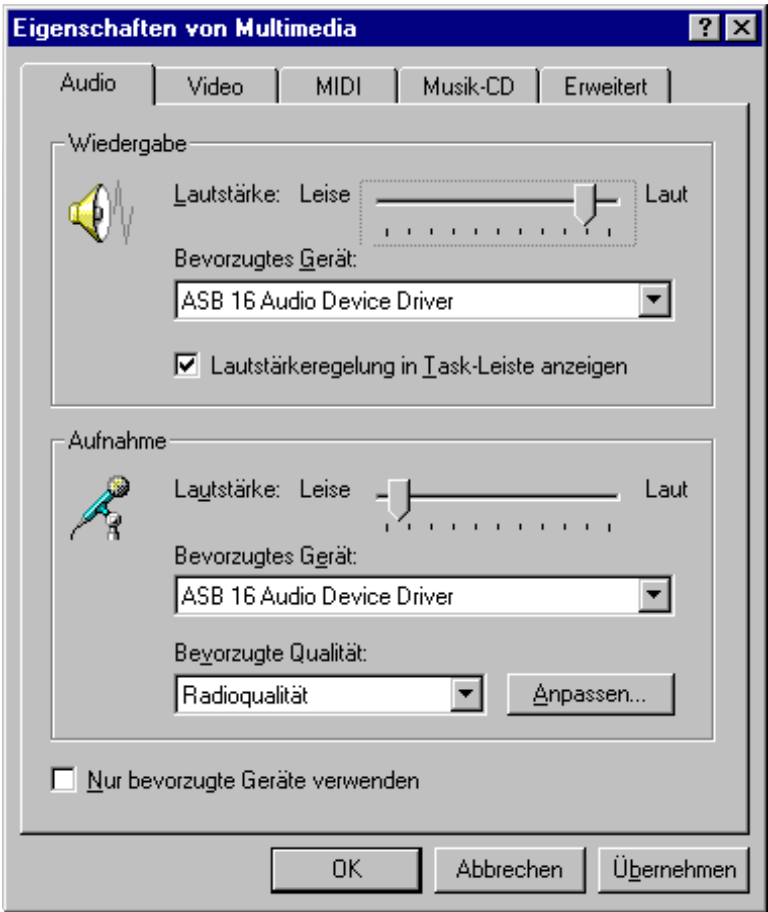 Eigenschaften von Multimedia
Audio Video MIDI Musik-CD Erweitert
Wiedergabe
Lautstärke: Leise Laut
Bevorzugtes Gerät:
ASB 16 Audio Device Driver
Lautstärkeregelung in Task-Leiste anzeigen
Aufnahme
Lautstärke: Leise Laut
Bevorzugtes Gerät:
ASB 16 Audio Device Driver
Bevorzugte Qualität:
Radioqualität Anpassen...
Nur bevorzugte Geräte verwenden
OK Abbrechen Übernehmen